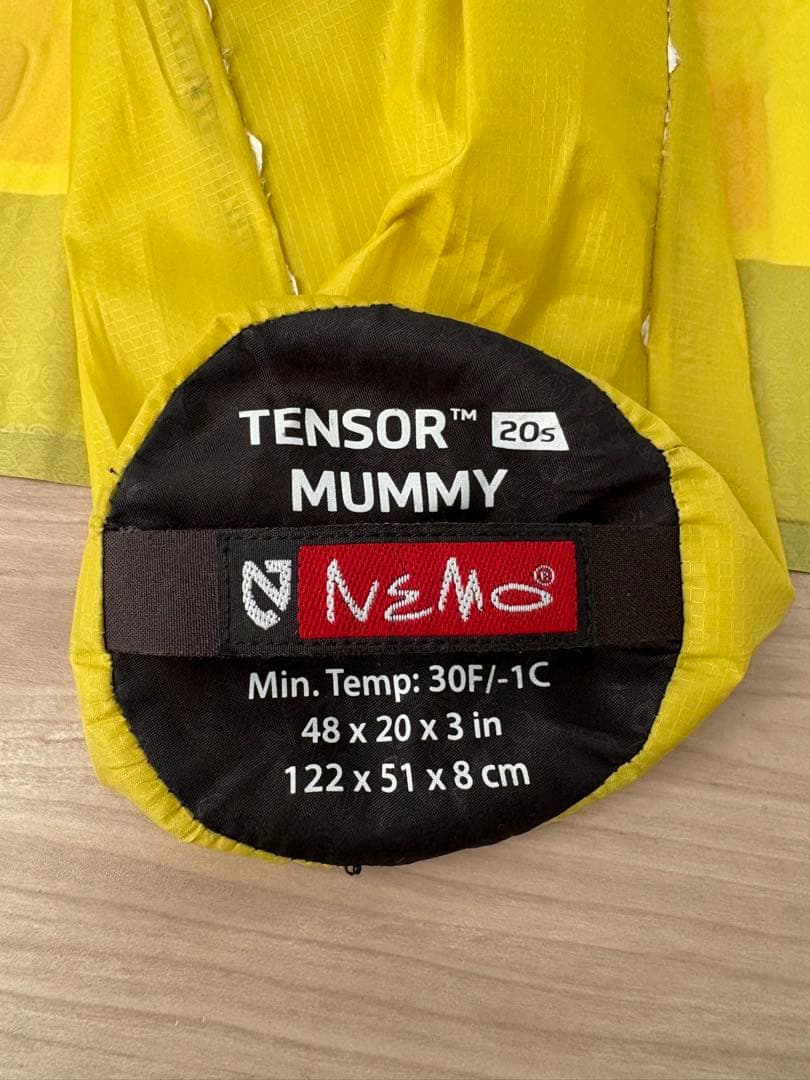 TENSOR™ 20s
MUMMY
NEMO®
Min. Temp: 30F/-1C
48 x 20 x 3 in
122 x 51 x 8 cm